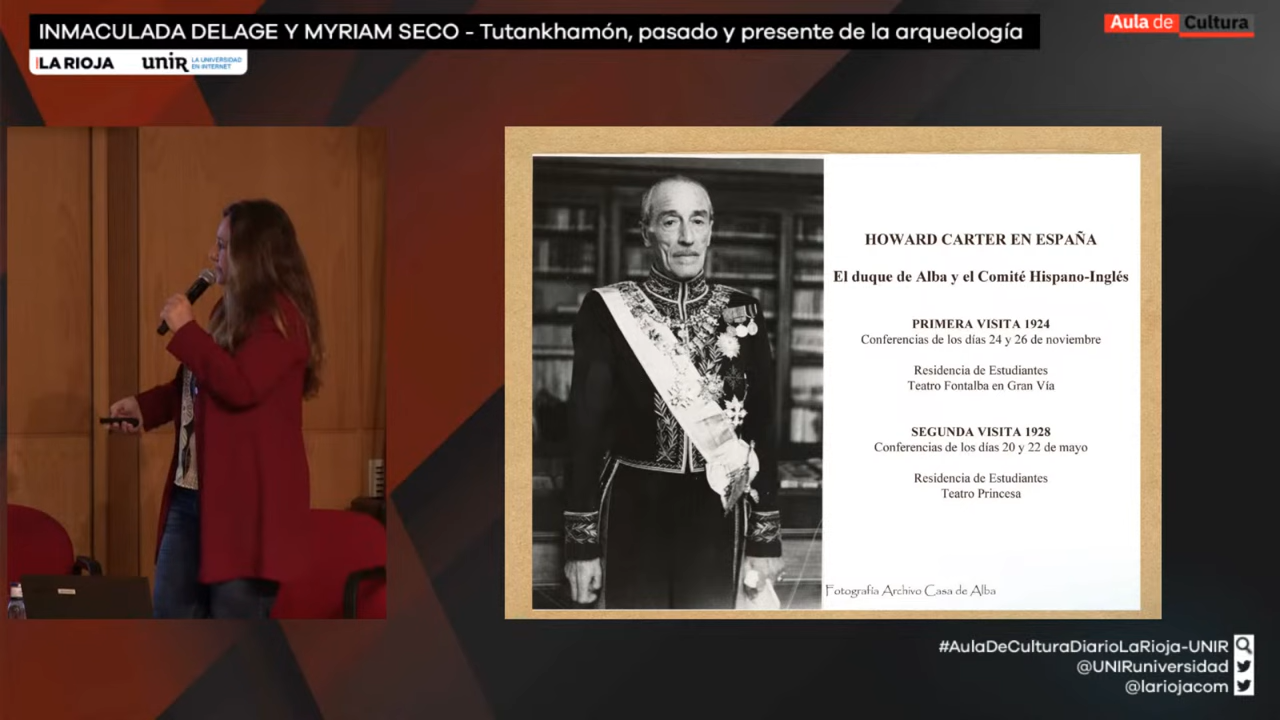 INMACULADA DELAGE Y MYRIAM SECO - Tutankhamón, pasado y presente de la arqueología
Aula de Cultura
LA RIOJA
unir LA UNIVERSIDAD
EN INTERNET
HOWARD CARTER EN ESPAÑA
El duque de Alba y el Comité Hispano-Inglés
PRIMERA VISITA 1924
Conferencias de los días 24 y 26 de noviembre
Residencia de Estudiantes
Teatro Fontalba en Gran Vía
SEGUNDA VISITA 1928
Conferencias de los días 20 y 22 de mayo
Residencia de Estudiantes
Teatro Princesa
Fotografía Archivo Casa de Alba
#AulaDeCulturaDiarioLaRioja-UNIR
@UNIRuniversidad
@lariojacom